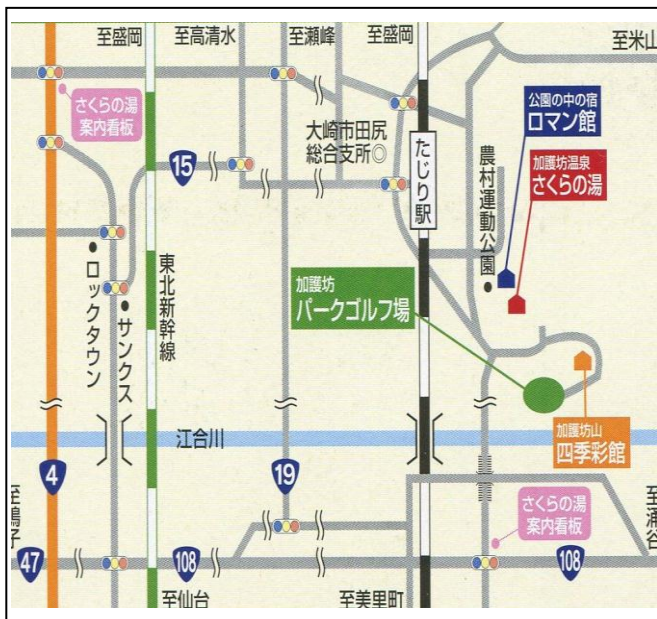 至盛岡
至高清水
至瀬峰
至盛岡
至米山
さくらの湯
案内看板
公園の中の宿
ロマン館
大崎市田尻
総合支所◎
たじり駅
農村運動公園
加護坊温泉
さくらの湯
15
ロックタウン
サンクス
東北新幹線
加護坊
パークゴルフ場
江合川
加護坊山
四季彩館
4
19
至鳴子
さくらの湯
案内看板
至涌谷
47
108
108
至仙台
至美里町